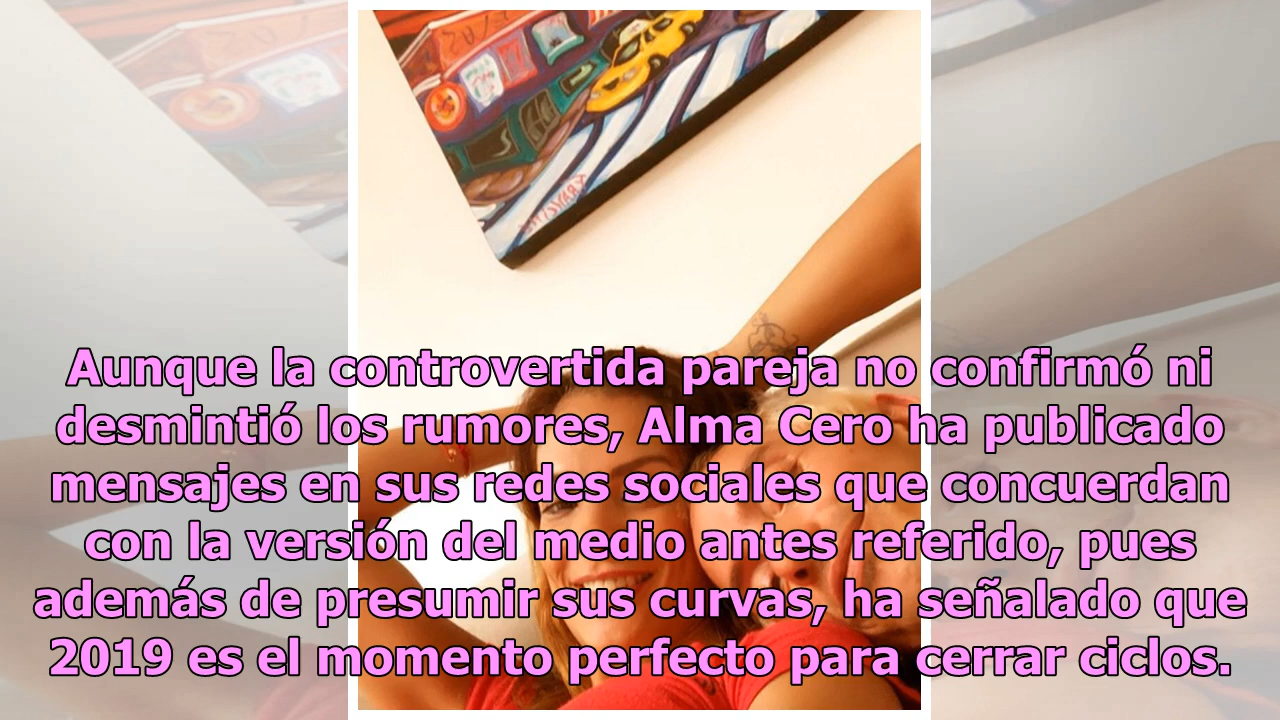 Aunque la controvertida pareja no confirmó ni
desmintió los rumores, Alma Cero ha publicado
mensajes en sus redes sociales que concuerdan
con la versión del medio antes referido, pues
además de presumir sus curvas, ha señalado que
2019 es el momento perfecto para cerrar ciclos.